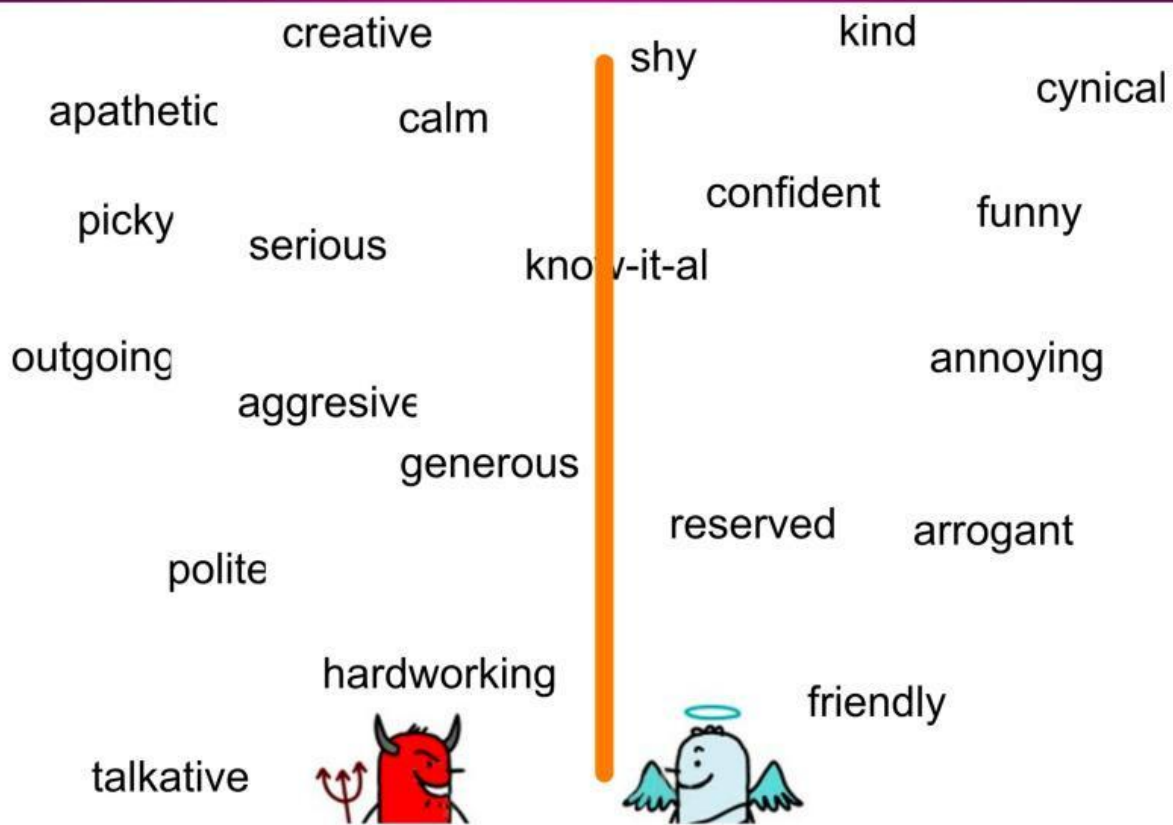 creative
kind
shy
cynical
apathetic
calm
confident
funny
picky
serious
know-it-al
outgoing
annoying
aggresive
generous
reserved
arrogant
polite
hardworking
friendly
talkative